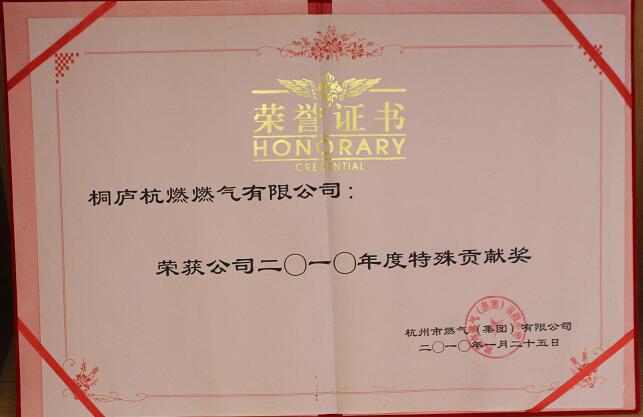 荣誉证书
HONORARY
CREDENTIAL
桐庐杭燃燃气有限公司：
荣获公司二〇一〇年度特殊贡献奖
杭州市燃气（集团）有限公司
二〇一〇年一月二十五日